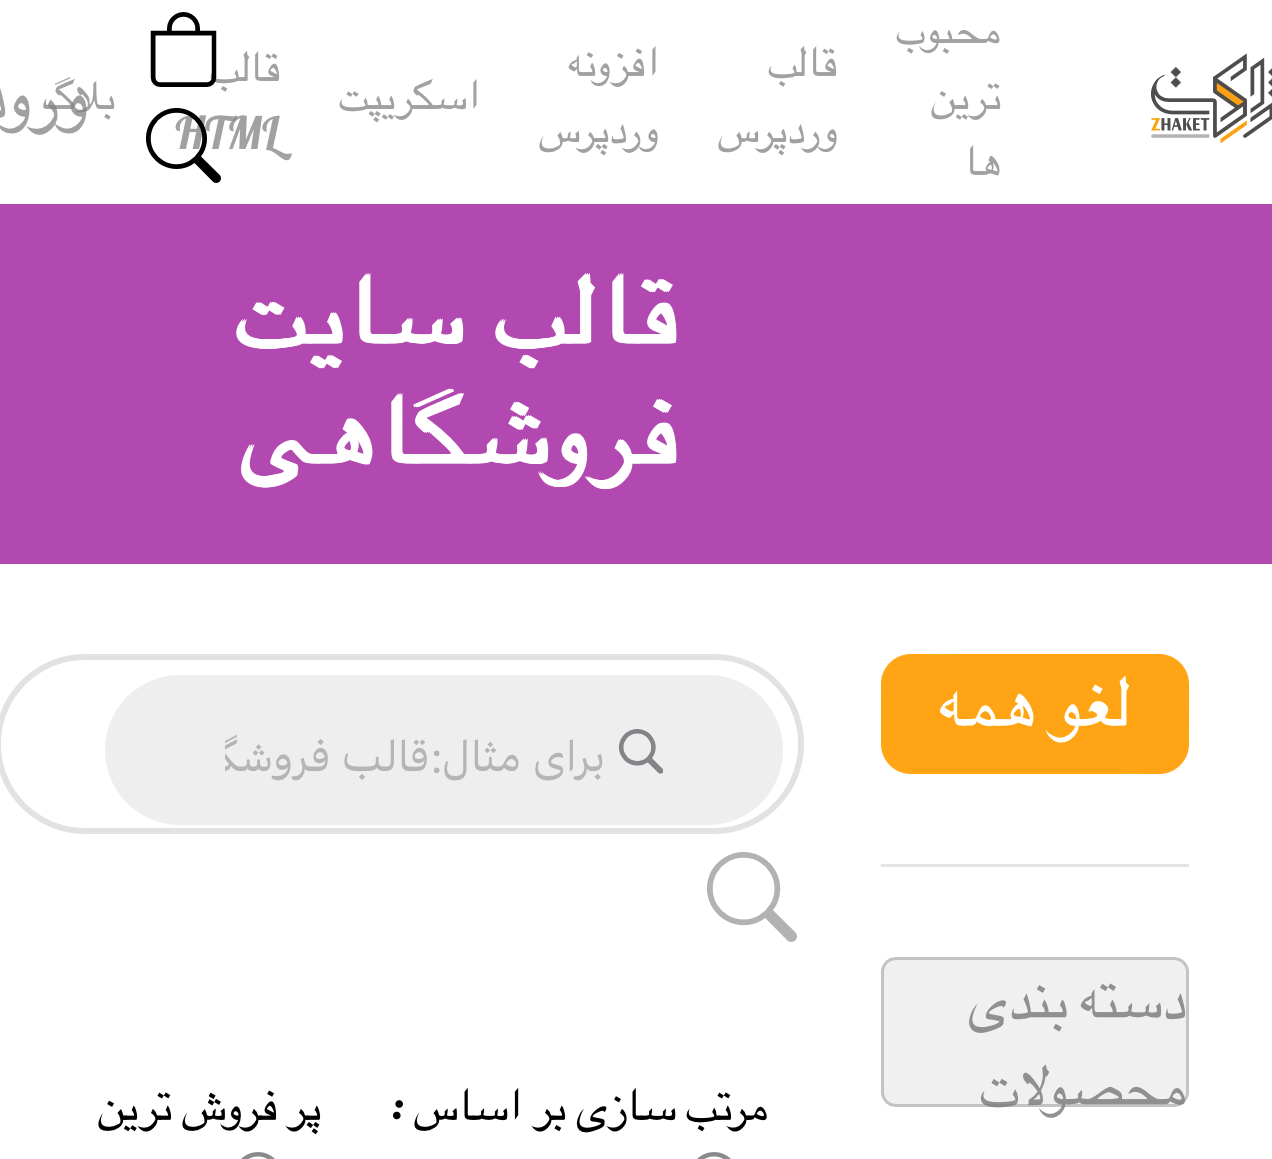 ژاکت
ZHAKET
محبوب
ترین
ها
قالب
وردپرس
افزونه
وردپرس
اسکریپت
قالب
HTML
بلاگ
ورود
قالب سایت
فروشگاهی
لغو همه
برای مثال:قالب فروشگ
دسته بندی
محصولات
مرتب سازی بر اساس :
پر فروش ترین